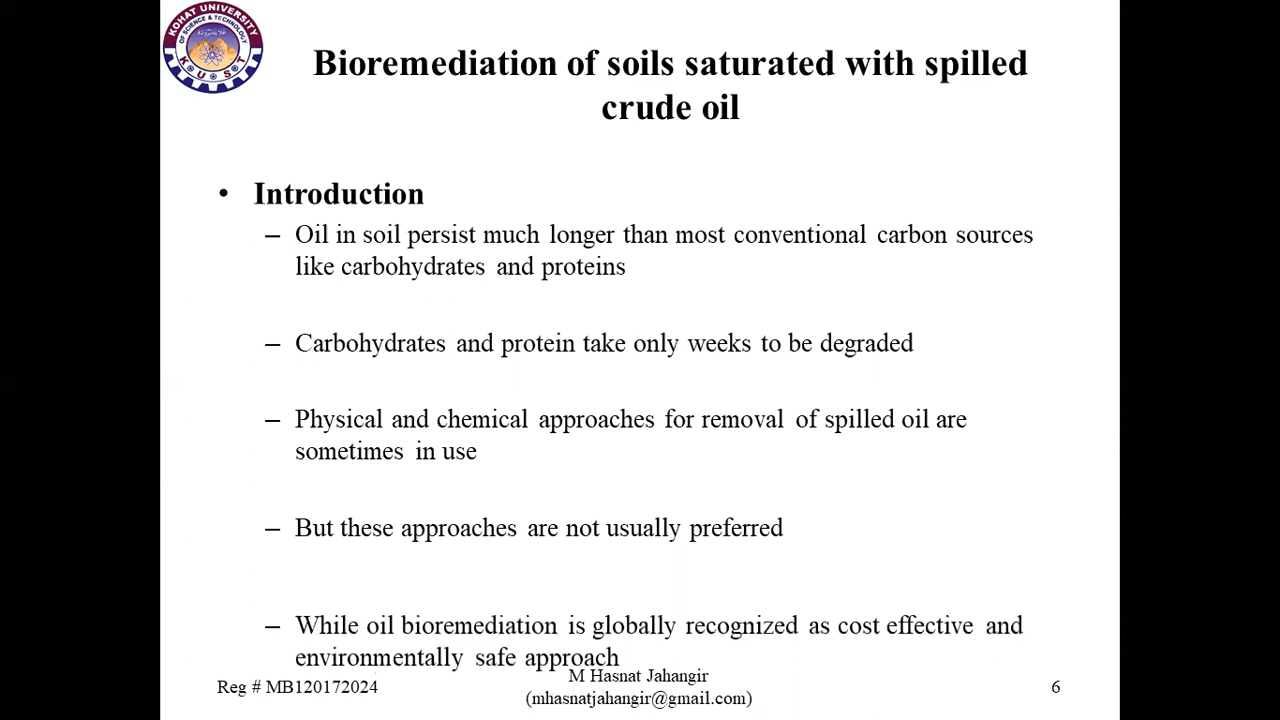 KOHAT UNIVERSITY
OF SCIENCE & TECHNOLOGY
K U S T
Bioremediation of soils saturated with spilled
crude oil
• Introduction
– Oil in soil persist much longer than most conventional carbon sources
like carbohydrates and proteins
– Carbohydrates and protein take only weeks to be degraded
– Physical and chemical approaches for removal of spilled oil are
sometimes in use
– But these approaches are not usually preferred
– While oil bioremediation is globally recognized as cost effective and
environmentally safe approach
Reg # MB120172024
M Hasnat Jahangir
(mhasnatjahangir@gmail.com)
6